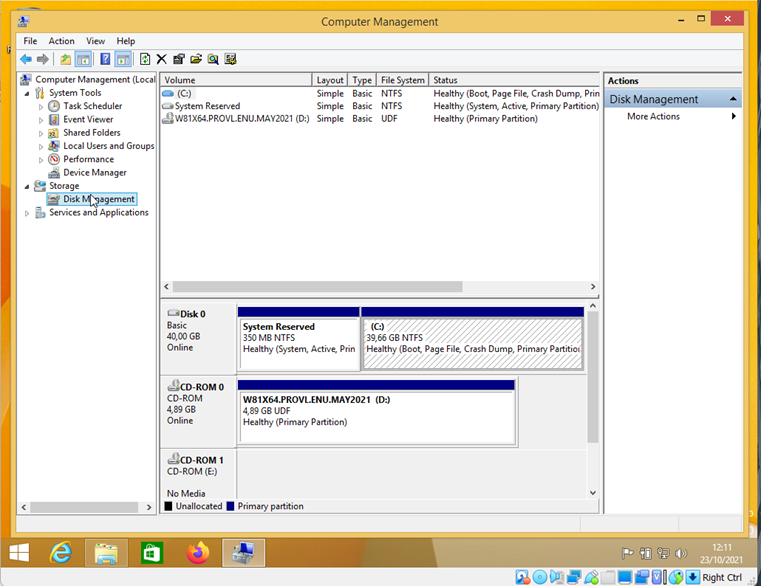 Computer Management
File Action View Help
Computer Management (Local
System Tools
Task Scheduler
Event Viewer
Shared Folders
Local Users and Groups
Performance
Device Manager
Storage
Disk Management
Services and Applications
Volume Layout Type File System Status
(C:) Simple Basic NTFS Healthy (Boot, Page File, Crash Dump, Prin
System Reserved Simple Basic NTFS Healthy (System, Active, Primary Partition)
W81X64.PROVL.ENU.MAY2021 (D:) Simple Basic UDF Healthy (Primary Partition)
Actions
Disk Management
More Actions
Disk 0
Basic
40,00 GB
Online
System Reserved
350 MB NTFS
Healthy (System, Active, Prin
(C:)
39,66 GB NTFS
Healthy (Boot, Page File, Crash Dump, Primary Partition
CD-ROM 0
CD-ROM
4,89 GB
Online
W81X64.PROVL.ENU.MAY2021 (D:)
4,89 GB UDF
Healthy (Primary Partition)
CD-ROM 1
CD-ROM (E:)
No Media
Unallocated Primary partition
12:11
23/10/2021
Right Ctrl